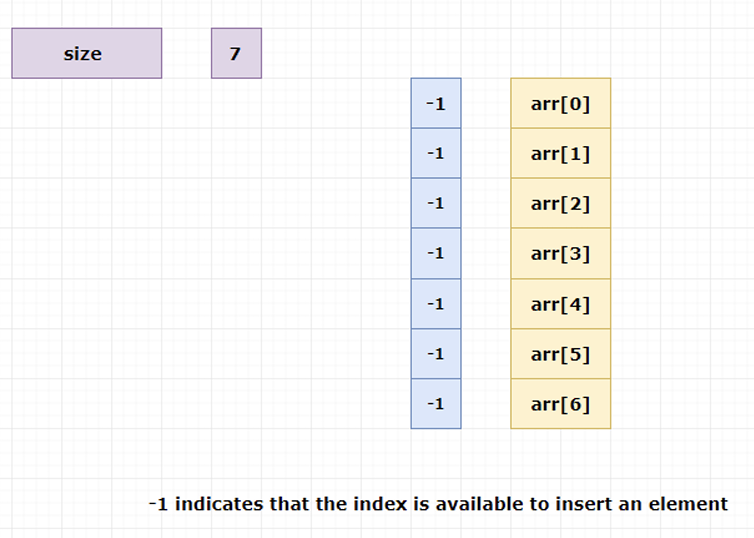 size 7
-1 arr[0]
-1 arr[1]
-1 arr[2]
-1 arr[3]
-1 arr[4]
-1 arr[5]
-1 arr[6]
-1 indicates that the index is available to insert an element